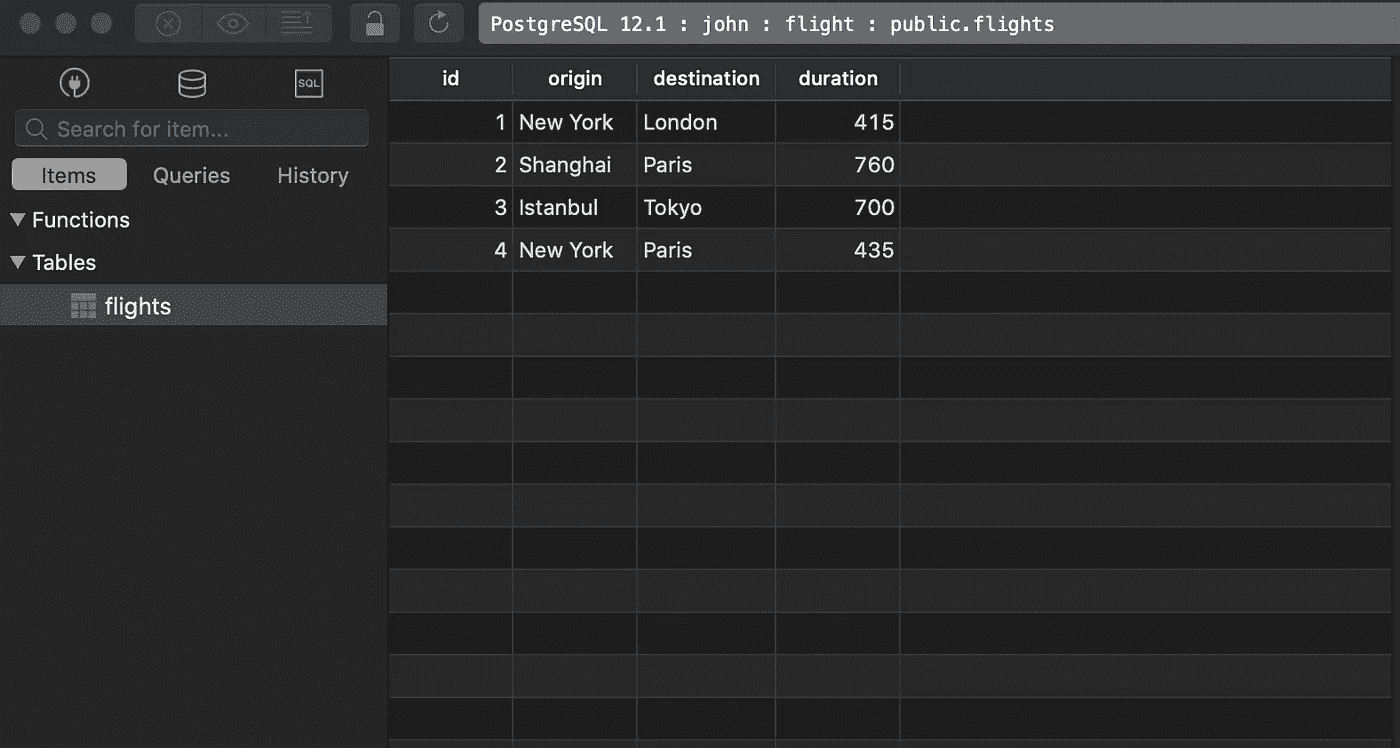 PostgreSQL 12.1 : john : flight : public.flights
SQL
Search for item...
Items Queries History
Functions
Tables
flights
id origin destination duration
1 New York London 415
2 Shanghai Paris 760
3 Istanbul Tokyo 700
4 New York Paris 435